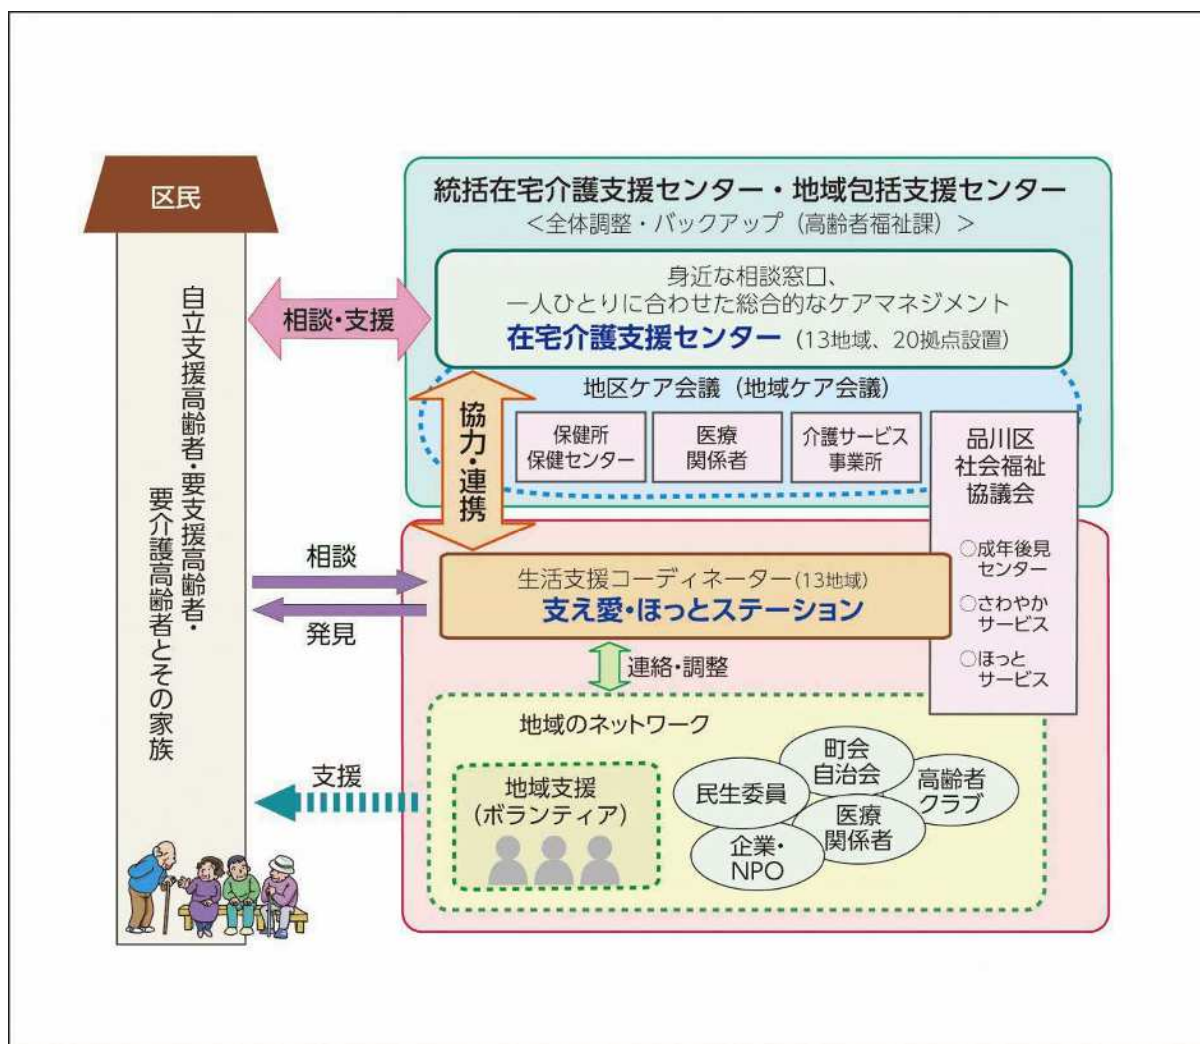 区民
自立支援高齢者・要支援高齢者・
要介護高齢者とその家族
統括在宅介護支援センター・地域包括支援センター
＜全体調整・バックアップ（高齢者福祉課）＞
身近な相談窓口、
一人ひとりに合わせた総合的なケアマネジメント
在宅介護支援センター（13地域、20拠点設置）
相談・支援
地区ケア会議（地域ケア会議）
協力・連携
保健所
保健センター
医療
関係者
介護サービス
事業所
品川区
社会福祉
協議会
○成年後見
センター
○さわやか
サービス
○ほっと
サービス
相談
発見
生活支援コーディネーター(13地域)
支え愛・ほっとステーション
連絡・調整
地域のネットワーク
支援
地域支援
(ボランティア)
民生委員
町会
自治会
高齢者
クラブ
医療
関係者
企業・
NPO